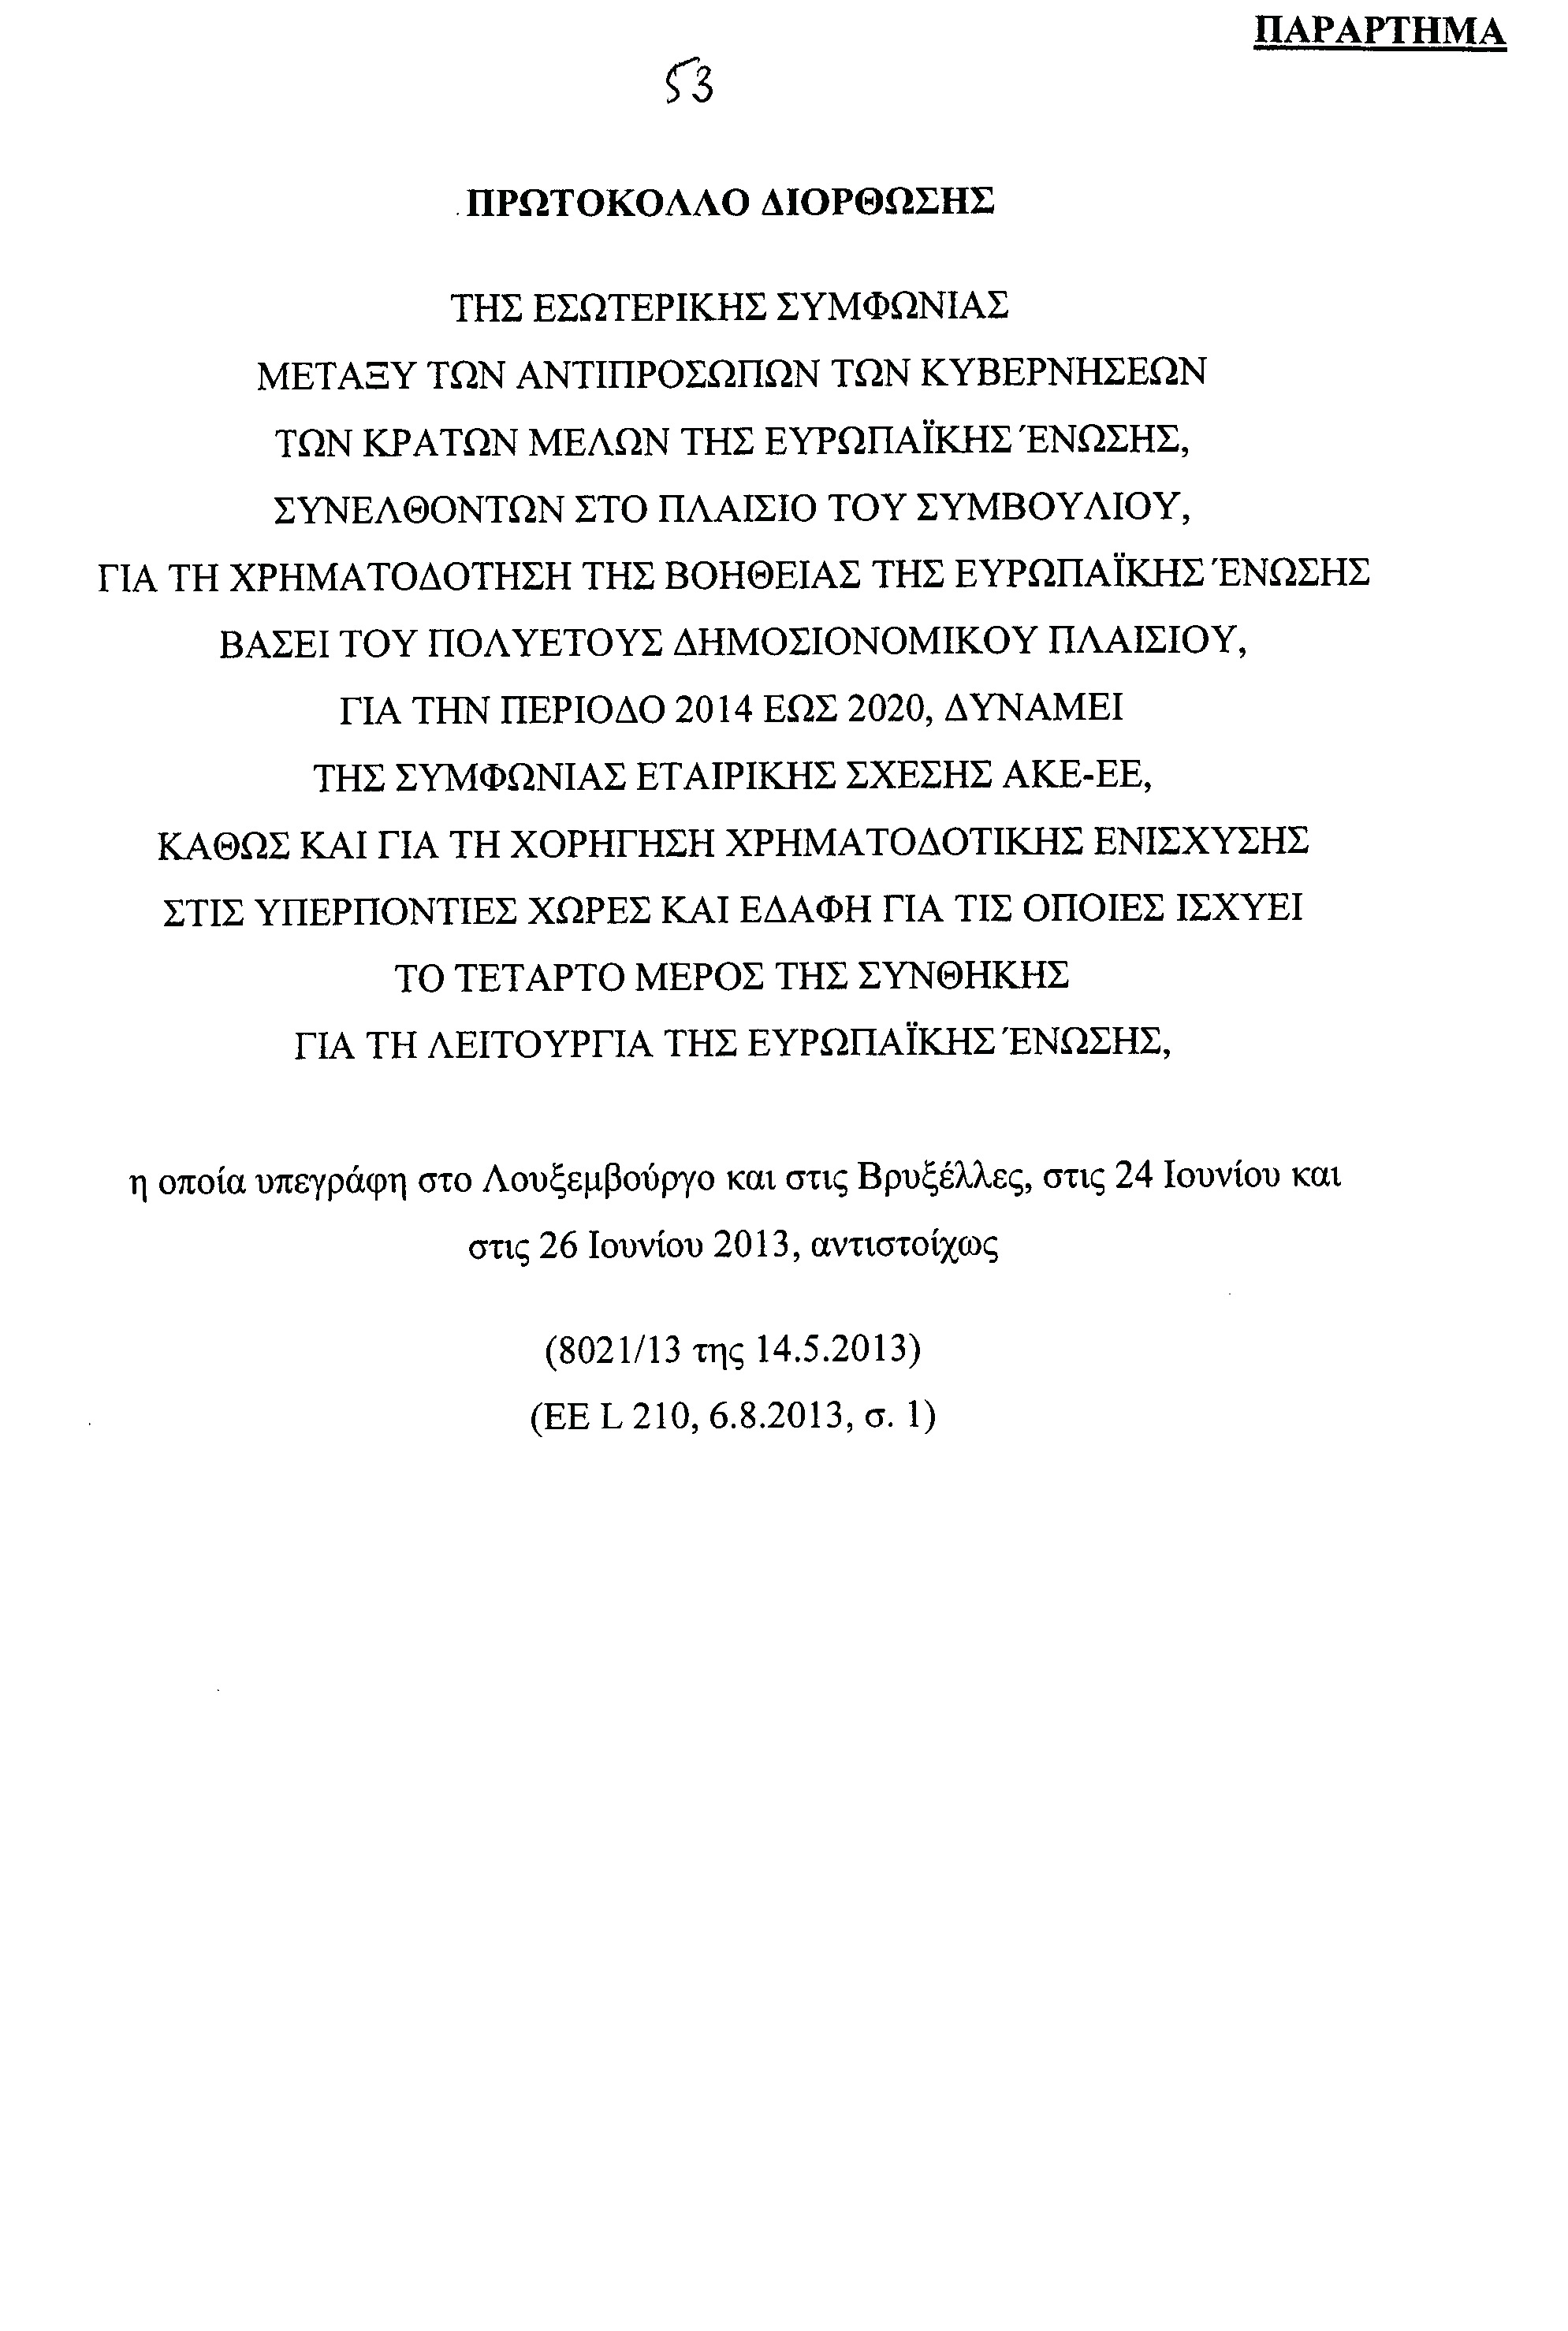 ΠΑΡΑΡΤΗΜΑ
53
ΠΡΩΤΟΚΟΛΛΟ ΔΙΟΡΘΩΣΗΣ
ΤΗΣ ΕΣΩΤΕΡΙΚΗΣ ΣΥΜΦΩΝΙΑΣ
ΜΕΤΑΞΥ ΤΩΝ ΑΝΤΙΠΡΟΣΩΠΩΝ ΤΩΝ ΚΥΒΕΡΝΗΣΕΩΝ
ΤΩΝ ΚΡΑΤΩΝ ΜΕΛΩΝ ΤΗΣ ΕΥΡΩΠΑΪΚΗΣ ΈΝΩΣΗΣ,
ΣΥΝΕΛΘΟΝΤΩΝ ΣΤΟ ΠΛΑΙΣΙΟ ΤΟΥ ΣΥΜΒΟΥΛΙΟΥ,
ΓΙΑ ΤΗ ΧΡΗΜΑΤΟΔΟΤΗΣΗ ΤΗΣ ΒΟΗΘΕΙΑΣ ΤΗΣ ΕΥΡΩΠΑΪΚΗΣ ΈΝΩΣΗΣ
ΒΑΣΕΙ ΤΟΥ ΠΟΛΥΕΤΟΥΣ ΔΗΜΟΣΙΟΝΟΜΙΚΟΥ ΠΛΑΙΣΙΟΥ,
ΓΙΑ ΤΗΝ ΠΕΡΙΟΔΟ 2014 ΕΩΣ 2020, ΔΥΝΑΜΕΙ
ΤΗΣ ΣΥΜΦΩΝΙΑΣ ΕΤΑΙΡΙΚΗΣ ΣΧΕΣΗΣ ΑΚΕ-ΕΕ,
ΚΑΘΩΣ ΚΑΙ ΓΙΑ ΤΗ ΧΟΡΗΓΗΣΗ ΧΡΗΜΑΤΟΔΟΤΙΚΗΣ ΕΝΙΣΧΥΣΗΣ
ΣΤΙΣ ΥΠΕΡΠΟΝΤΙΕΣ ΧΩΡΕΣ ΚΑΙ ΕΔΑΦΗ ΓΙΑ ΤΙΣ ΟΠΟΙΕΣ ΙΣΧΥΕΙ
ΤΟ ΤΕΤΑΡΤΟ ΜΕΡΟΣ ΤΗΣ ΣΥΝΘΗΚΗΣ
ΓΙΑ ΤΗ ΛΕΙΤΟΥΡΓΙΑ ΤΗΣ ΕΥΡΩΠΑΪΚΗΣ ΈΝΩΣΗΣ,
η οποία υπεγράφη στο Λουξεμβούργο και στις Βρυξέλλες, στις 24 Ιουνίου και
στις 26 Ιουνίου 2013, αντιστοίχως
(8021/13 της 14.5.2013)
(ΕΕ L 210, 6.8.2013, σ. 1)